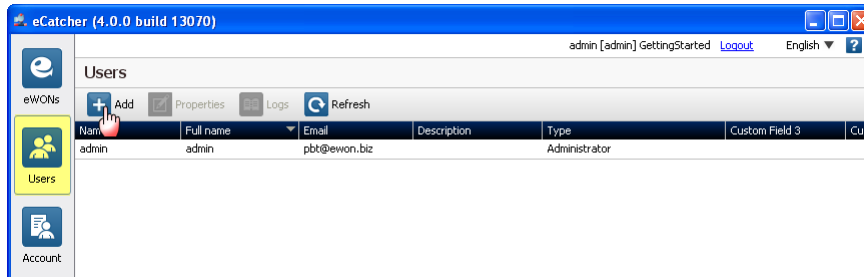 eCatcher (4.0.0 build 13070)
admin [admin] GettingStarted Logout English ▼ ?
Users
eWONs
Add Properties Logs Refresh
Full name Email Description Type Custom Field 3
admin admin pbt@ewon.biz Administrator
Users
Account